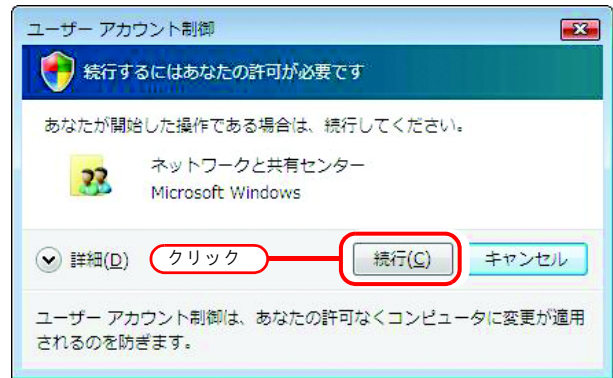 ユーザー アカウント制御
続行するにはあなたの許可が必要です
あなたが開始した操作である場合は、続行してください。
ネットワークと共有センター
Microsoft Windows
詳細(D) クリック 続行(C) キャンセル
ユーザー アカウント制御は、あなたの許可なくコンピュータに変更が適用
されるのを防ぎます。